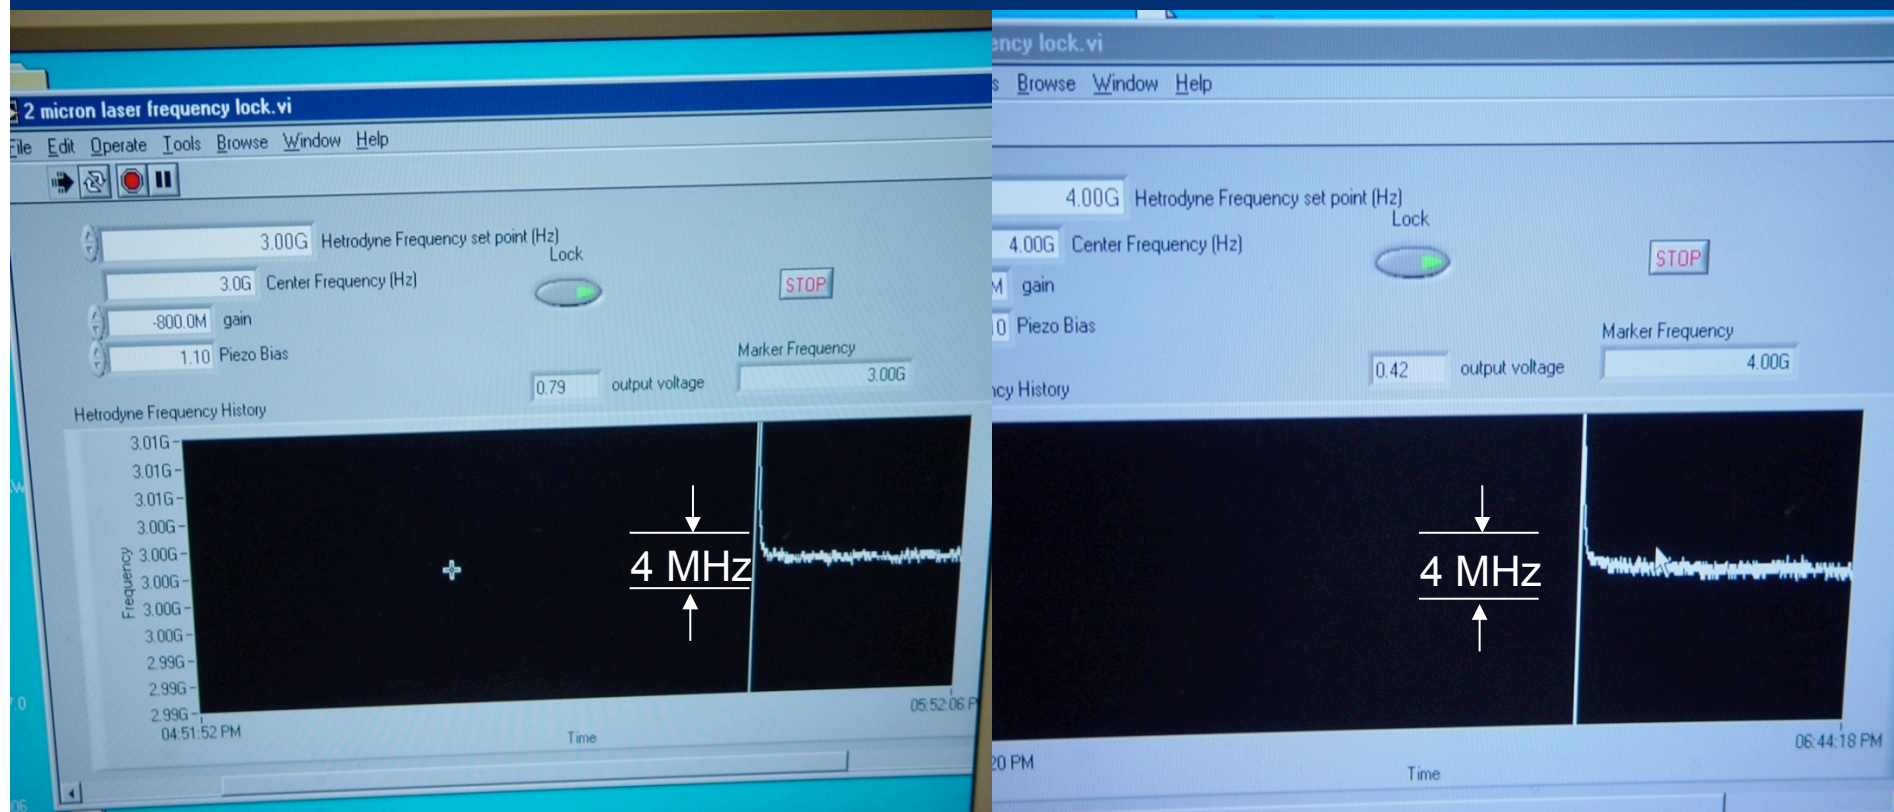 2 micron laser frequency lock.vi
File Edit Operate Tools Browse Window Help
3.00G Hetrodyne Frequency set point (Hz)
Lock
3.0G Center Frequency (Hz)
STOP
-800.0M gain
1.10 Piezo Bias
Marker Frequency
3.00G
0.79 output voltage
Hetrodyne Frequency History
3.01G
3.01G
3.01G
3.00G
3.00G
3.00G
3.00G
3.00G
2.99G
2.99G
2.99G
Frequency
4 MHz
04:51:52 PM
05:52:06 P
Time
ency lock.vi
s Browse Window Help
4.00G Hetrodyne Frequency set point (Hz)
Lock
4.00G Center Frequency (Hz)
STOP
M gain
0 Piezo Bias
Marker Frequency
4.00G
0.42 output voltage
ncy History
4 MHz
20 PM
06:44:18 PM
Time